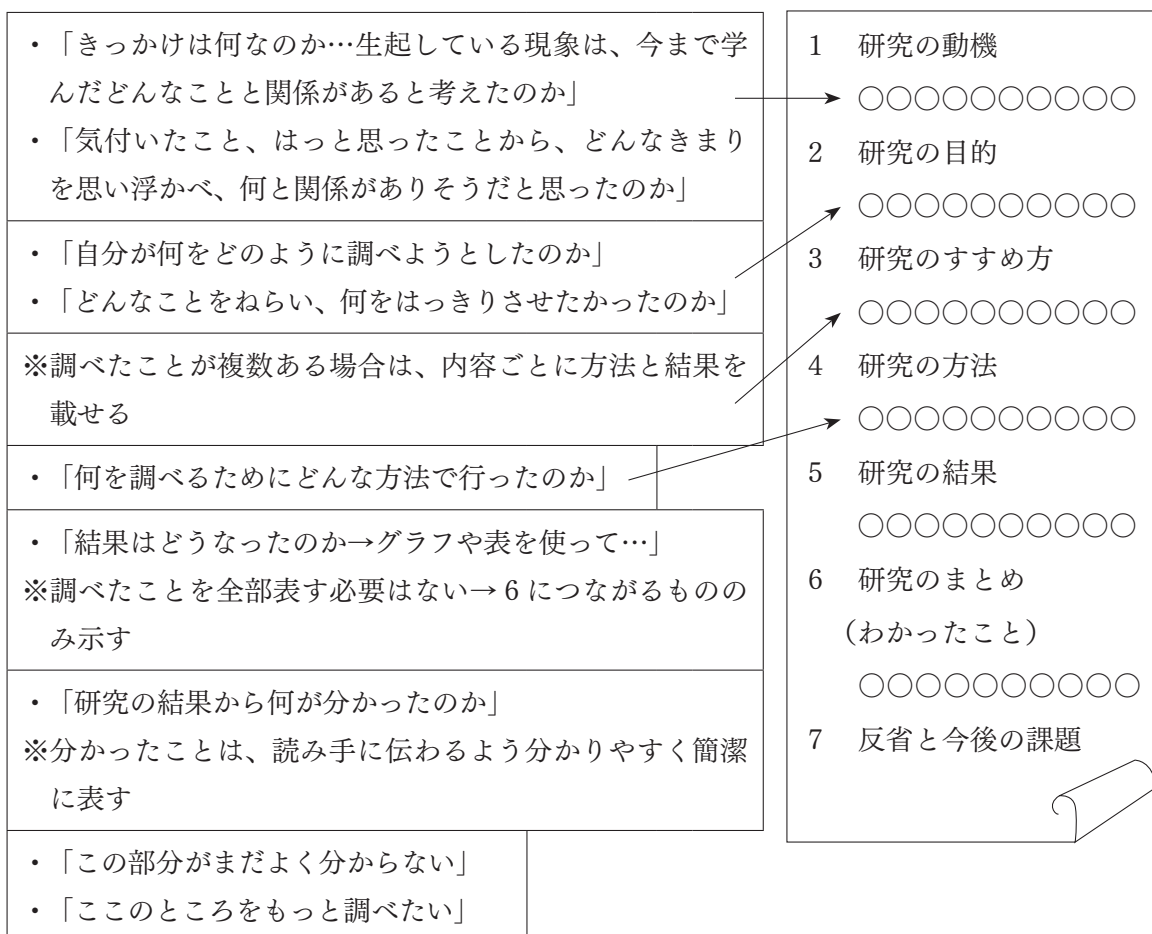 ・「きっかけは何なのか…生起している現象は、今まで学
んだどんなことと関係があると考えたのか」
・「気付いたこと、はっと思ったことから、どんなきまり
を思い浮かべ、何と関係がありそうだと思ったのか」
・「自分が何をどのように調べようとしたのか」
・「どんなことをねらい、何をはっきりさせたかったのか」
※調べたことが複数ある場合は、内容ごとに方法と結果を
載せる
・「何を調べるためにどんな方法で行ったのか」
・「結果はどうなったのか→グラフや表を使って…」
※調べたことを全部表す必要はない→6につながるものの
み示す
・「研究の結果から何が分かったのか」
※分かったことは、読み手に伝わるよう分かりやすく簡潔
に表す
・「この部分がまだよく分からない」
・「ここのところをもっと調べたい」
1 研究の動機
○○○○○○○○○○
2 研究の目的
○○○○○○○○○○
3 研究のすすめ方
○○○○○○○○○○
4 研究の方法
○○○○○○○○○○
5 研究の結果
○○○○○○○○○○
6 研究のまとめ
(わかったこと)
○○○○○○○○○○
7 反省と今後の課題